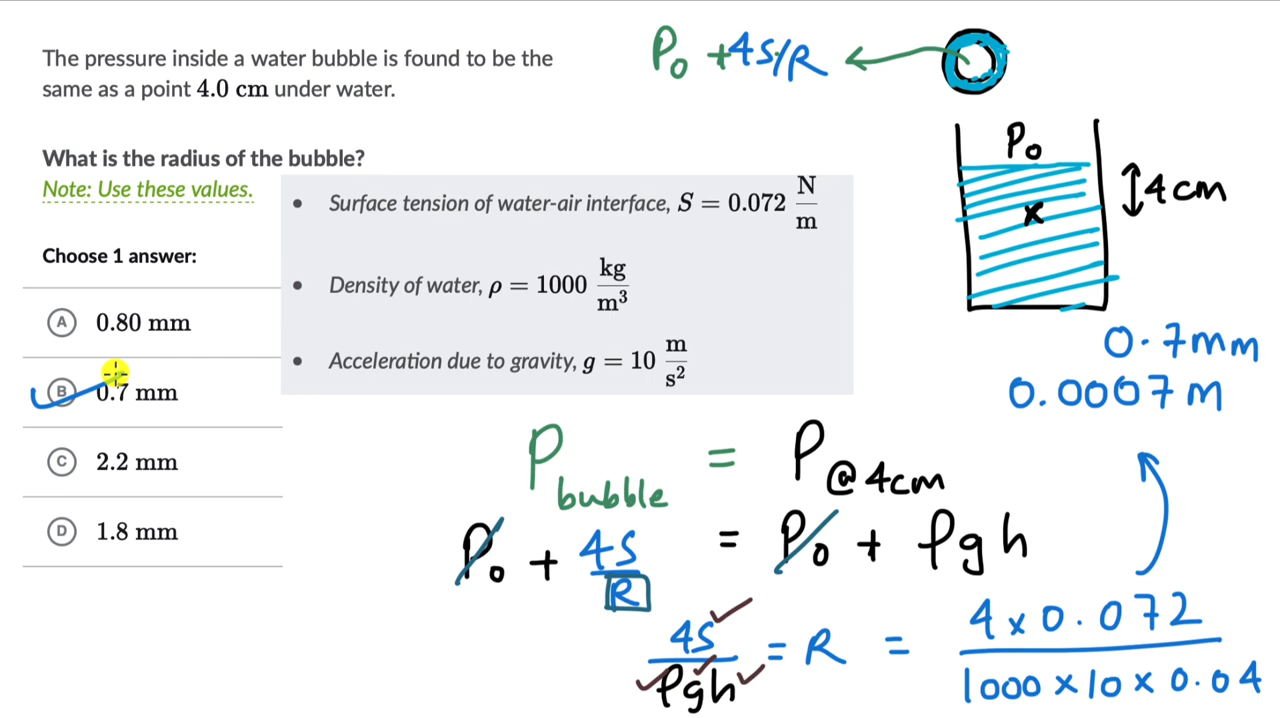 The pressure inside a water bubble is found to be the
same as a point 4.0 cm under water.
What is the radius of the bubble?
Note: Use these values.
• Surface tension of water-air interface, S = 0.072 N/m
• Density of water, ρ = 1000 kg/m³
• Acceleration due to gravity, g = 10 m/s²
Choose 1 answer:
A 0.80 mm
B 0.7 mm
C 2.2 mm
D 1.8 mm
P₀ + 4S/R
P₀
4 cm
x
0.7mm
0.0007 m
P bubble = P @ 4cm
P₀ + 4S/R = P₀ + ρgh
4S/ρgh = R = 4 x 0.072 / 1000 x 10 x 0.04